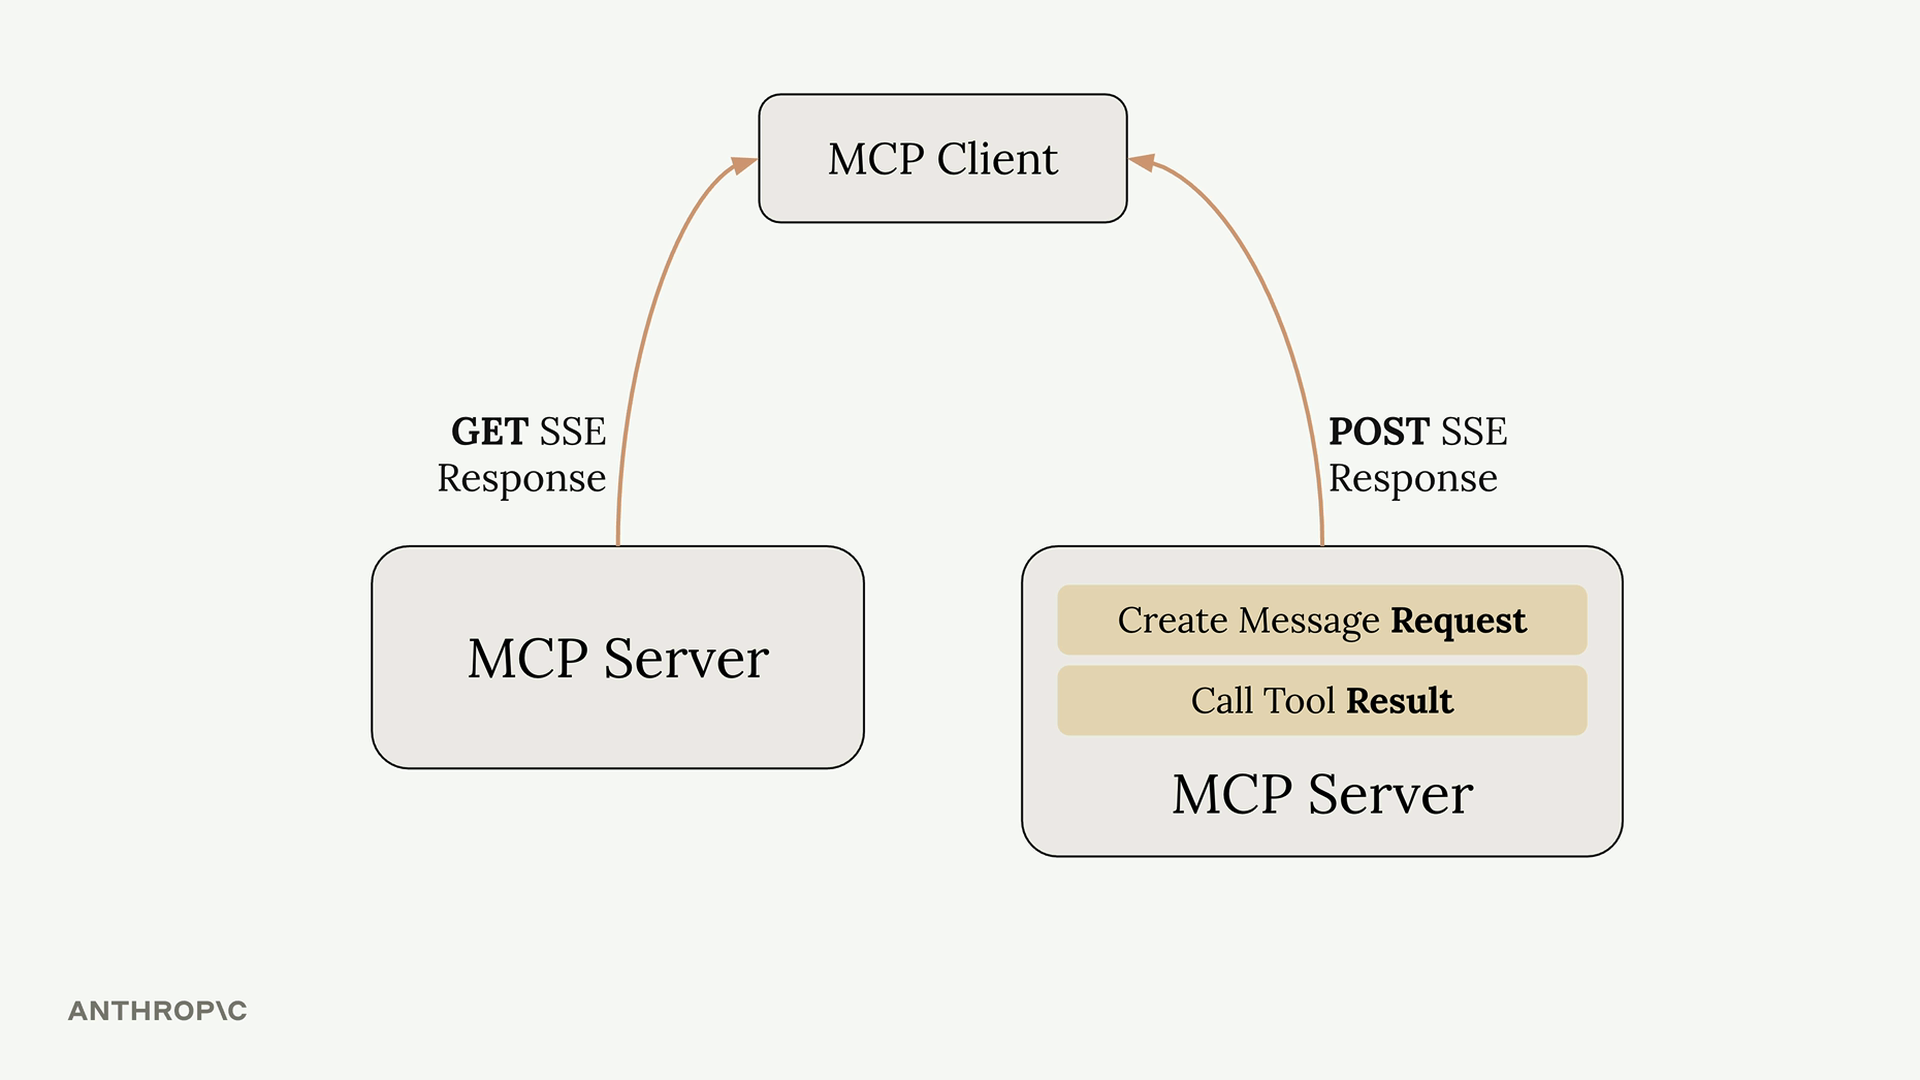 MCP Client
GET SSE
Response
POST SSE
Response
MCP Server
Create Message Request
Call Tool Result
MCP Server
ANTHROP\C